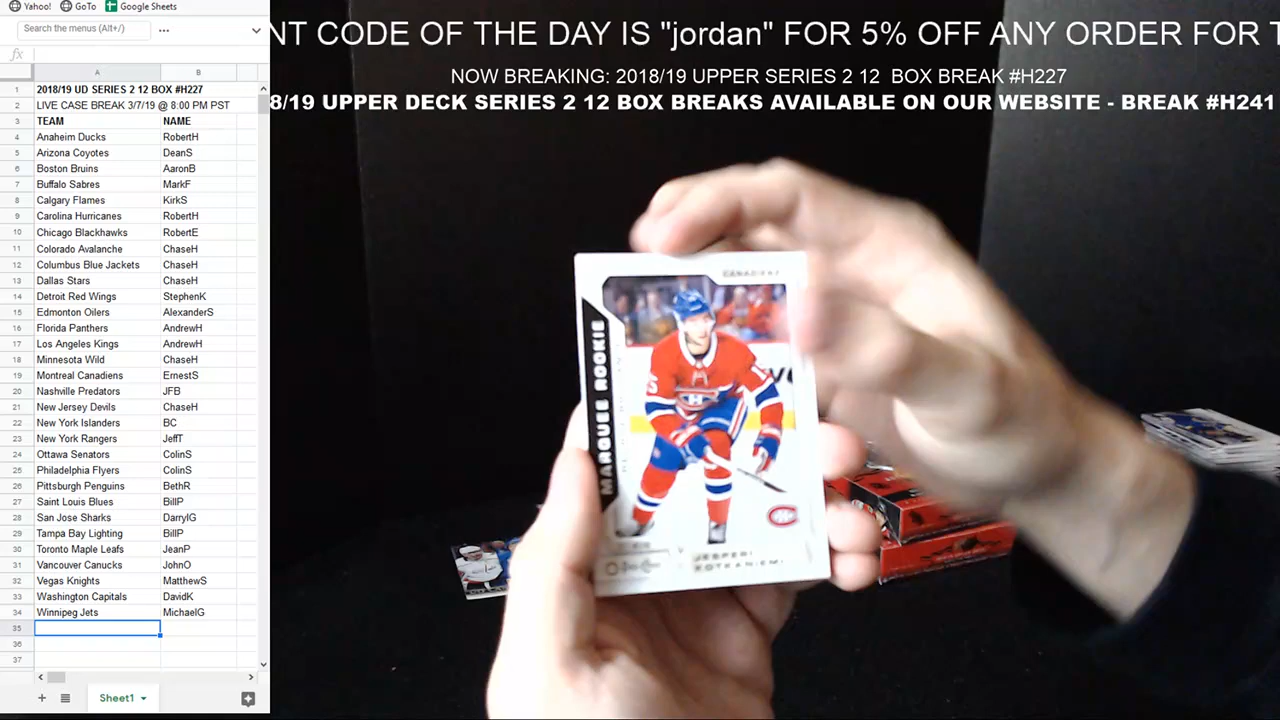 Yahoo! GoTo Google Sheets
Search the menus (Alt+/)
fx
A B
1 2018/19 UD SERIES 2 12 BOX #H227
2 LIVE CASE BREAK 3/7/19 @ 8:00 PM PST
3 TEAM NAME
4 Anaheim Ducks RobertH
5 Arizona Coyotes DeanS
6 Boston Bruins AaronB
7 Buffalo Sabres MarkF
8 Calgary Flames KirkS
9 Carolina Hurricanes RobertH
10 Chicago Blackhawks RobertE
11 Colorado Avalanche ChaseH
12 Columbus Blue Jackets ChaseH
13 Dallas Stars ChaseH
14 Detroit Red Wings StephenK
15 Edmonton Oilers AlexanderS
16 Florida Panthers AndrewH
17 Los Angeles Kings AndrewH
18 Minnesota Wild ChaseH
19 Montreal Canadiens ErnestS
20 Nashville Predators JFB
21 New Jersey Devils ChaseH
22 New York Islanders BC
23 New York Rangers JeffT
24 Ottawa Senators ColinS
25 Philadelphia Flyers ColinS
26 Pittsburgh Penguins BethR
27 Saint Louis Blues BillP
28 San Jose Sharks DarrylG
29 Tampa Bay Lighting BillP
30 Toronto Maple Leafs JeanP
31 Vancouver Canucks JohnO
32 Vegas Knights MatthewS
33 Washington Capitals DavidK
34 Winnipeg Jets MichaelG
35
36
37
Sheet1
NT CODE OF THE DAY IS "jordan" FOR 5% OFF ANY ORDER FOR T
NOW BREAKING: 2018/19 UPPER SERIES 2 12 BOX BREAK #H227
8/19 UPPER DECK SERIES 2 12 BOX BREAKS AVAILABLE ON OUR WEBSITE - BREAK #H241
CANADIENS
MARQUEE ROOKIE
JESPERI
KOTKANIEMI